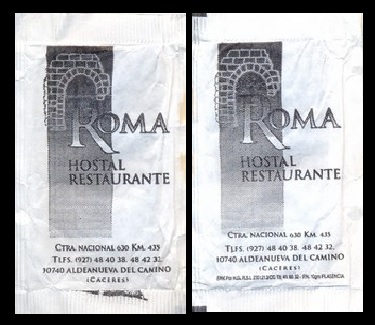 ROMA
HOSTAL
RESTAURANTE
CTRA. NACIONAL 630 KM. 435
TLFS. (927) 48 40 38. 48 42 32.
10740 ALDEANUEVA DEL CAMINO
(CACERES)
ROMA
HOSTAL
RESTAURANTE
CTRA. NACIONAL 630 KM. 435
TLFS. (927) 48 40 38. 48 42 32.
10740 ALDEANUEVA DEL CAMINO
(CACERES)
PLASENCIA